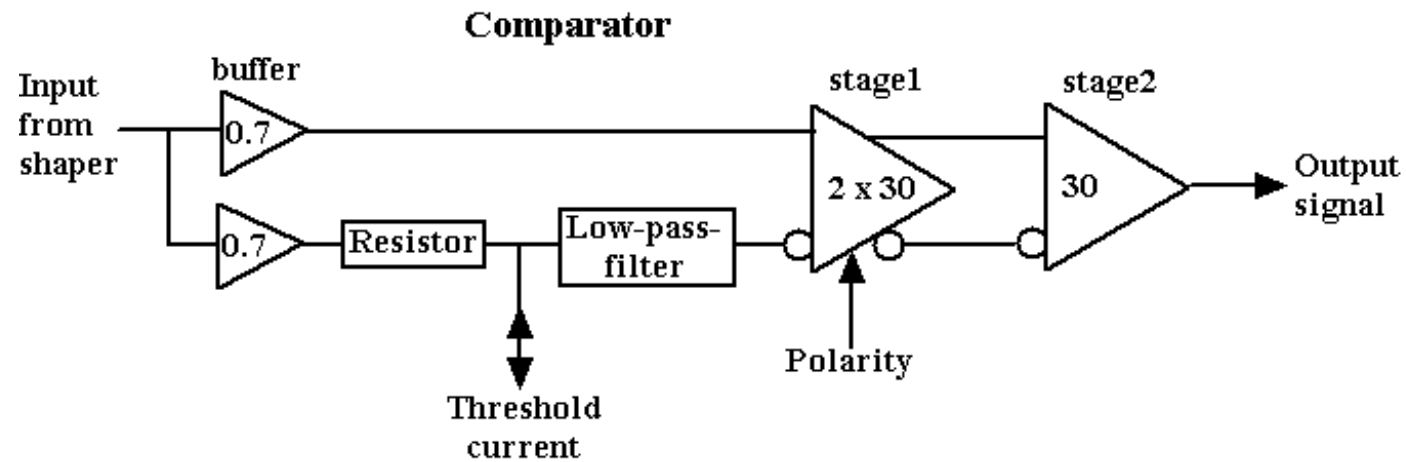 Comparator
Input
from
shaper
buffer
0.7
0.7
Resistor
Low-pass-
filter
Threshold
current
stage1
2 x 30
Polarity
stage2
30
Output
signal